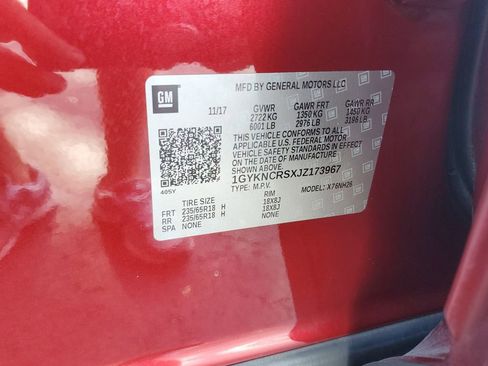 GM
MFD BY GENERAL MOTORS LLC
11/17 GVWR GAWR FRT GAWR RR
2722 KG 1350 KG 1450 KG
6001 LB 2976 LB 3196 LB
THIS VEHICLE CONFORMS TO ALL
APPLICABLE U.S. FEDERAL MOTOR
VEHICLE SAFETY STANDARDS IN EFFECT
ON THE DATE OF MANUFACTURE
1GYKNCRSXJZ173967
TYPE: M.P.V. MODEL: X76NH26
405V
TIRE SIZE RIM
FRT 235/65R18 H 18X8J
RR 235/65R18 H 18X8J
SPA NONE NONE